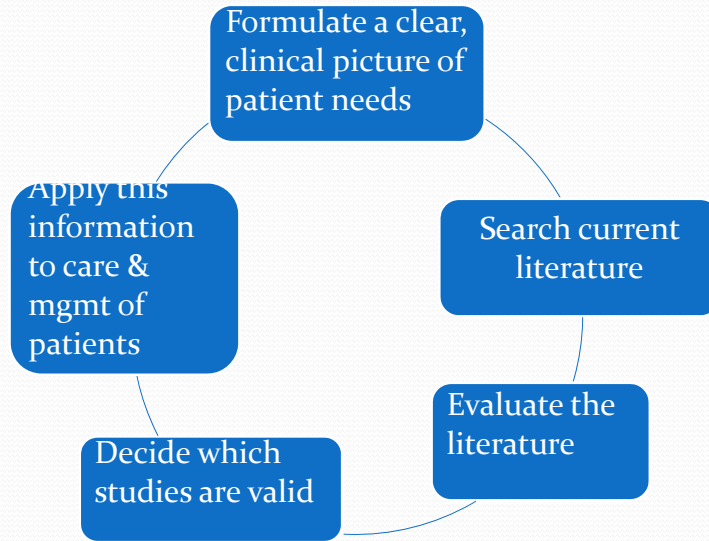 Formulate a clear,
clinical picture of
patient needs
Search current
literature
Evaluate the
literature
Decide which
studies are valid
Apply this
information
to care &
mgmt of
patients